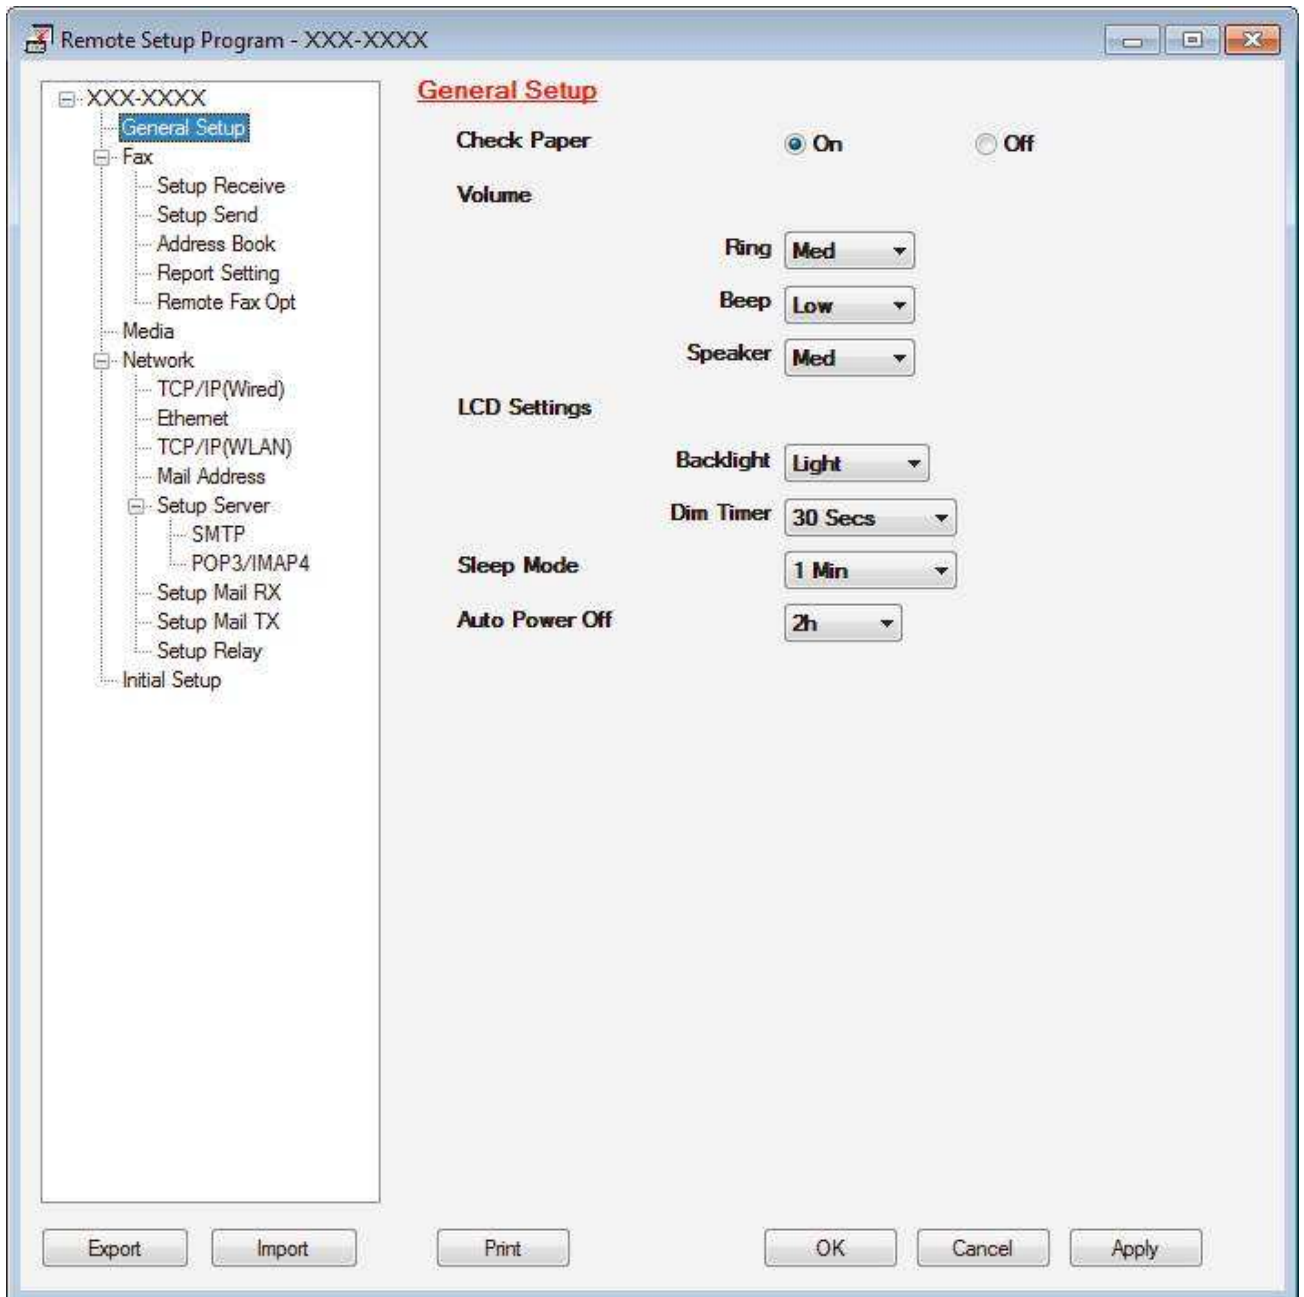 Remote Setup Program - XXX-XXXX
XXX-XXXX
General Setup
Fax
Setup Receive
Setup Send
Address Book
Report Setting
Remote Fax Opt
Media
Network
TCP/IP(Wired)
Ethernet
TCP/IP(WLAN)
Mail Address
Setup Server
SMTP
POP3/IMAP4
Setup Mail RX
Setup Mail TX
Setup Relay
Initial Setup
General Setup
Check Paper On Off
Volume
Ring Med
Beep Low
Speaker Med
LCD Settings
Backlight Light
Dim Timer 30 Secs
Sleep Mode 1 Min
Auto Power Off 2h
Export Import Print OK Cancel Apply